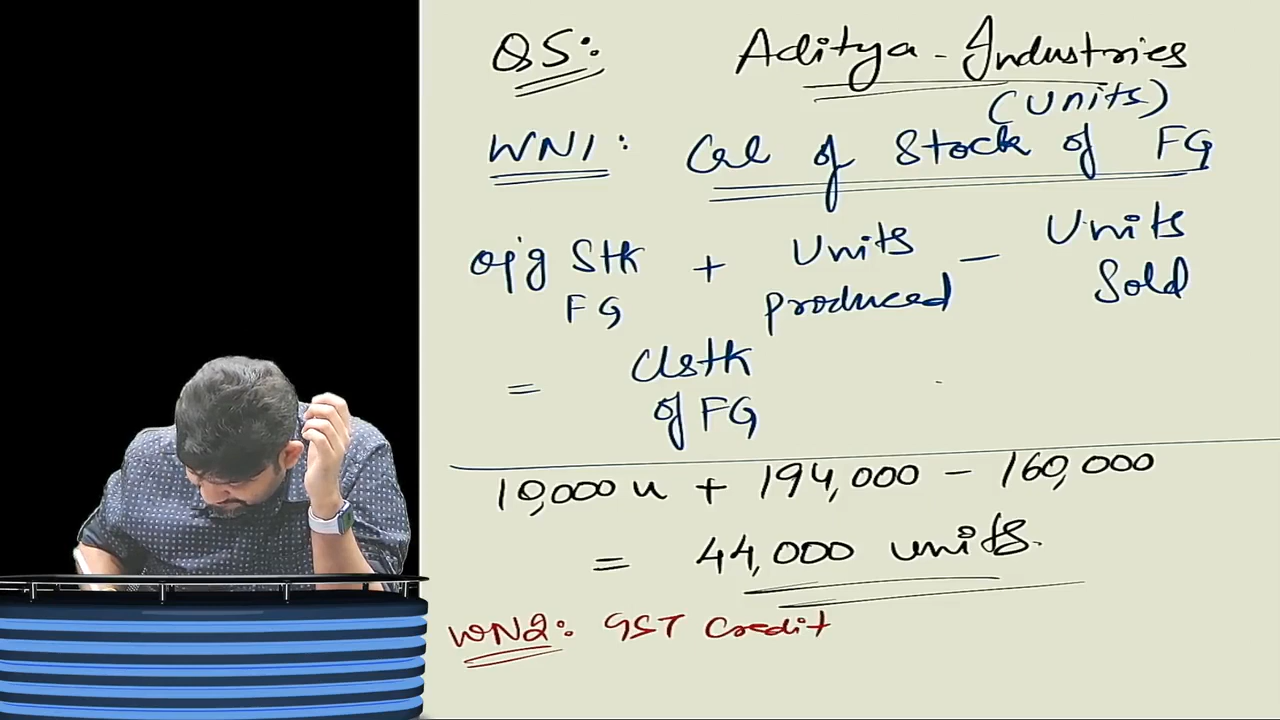 Q5: Aditya - Industries
(Units)
WN1: Cal of Stock of FG
op'g Stk FG + Units produced - Units Sold
= Clstk of FG
10,000 u + 194,000 - 160,000
= 44,000 units.
WN2: GST Credit